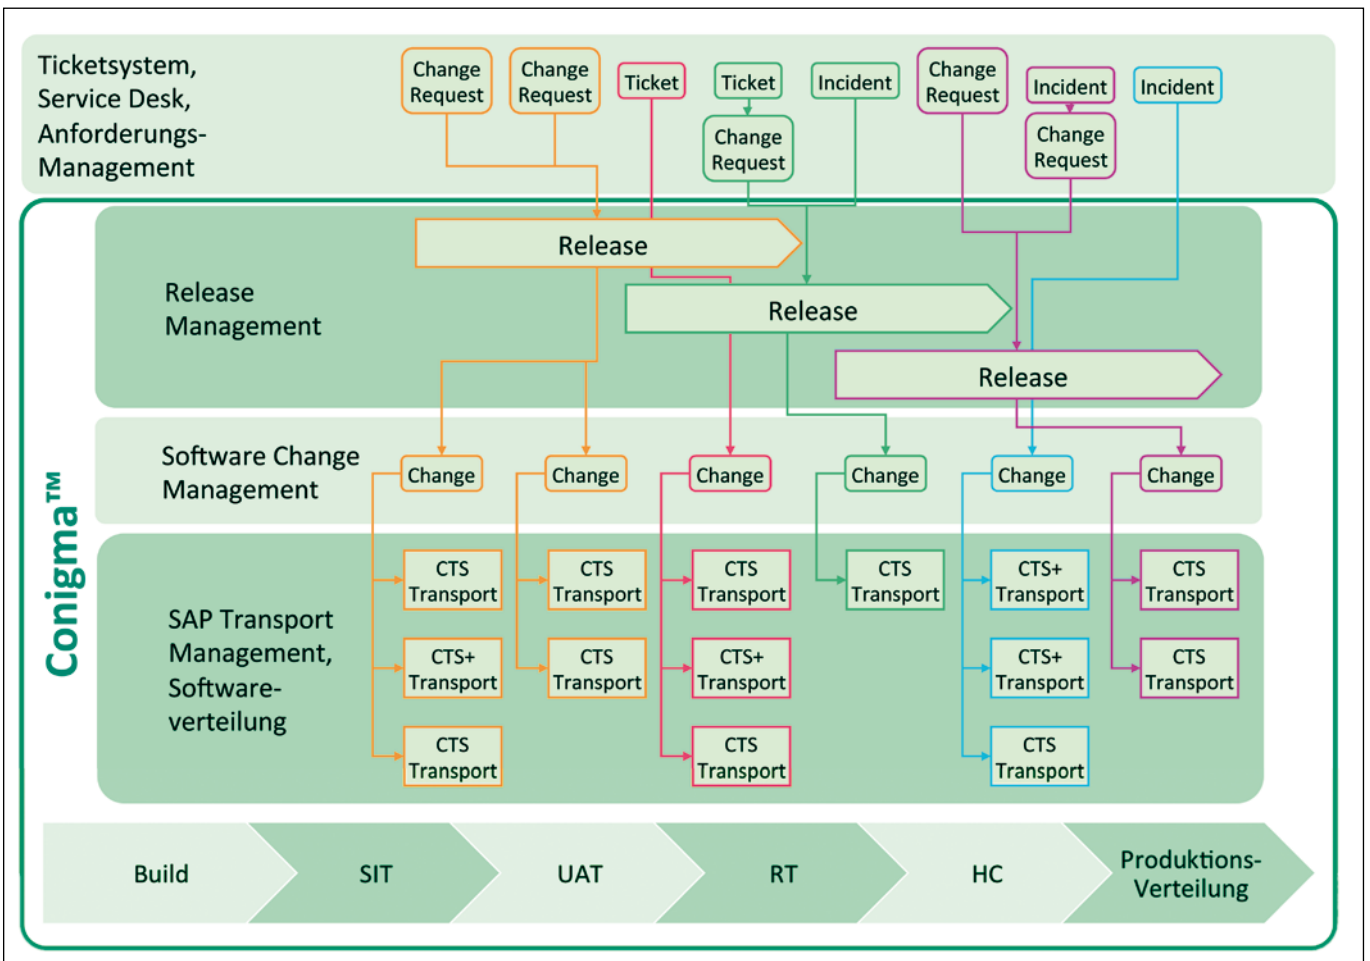 Ticketsystem,
Service Desk,
Anforderungs-
Management
Change
Request
Change
Request
Ticket
Ticket
Change
Request
Incident
Change
Request
Incident
Change
Request
Incident
Conigma™
Release
Management
Release
Release
Release
Software Change
Management
Change
Change
Change
Change
Change
Change
SAP Transport
Management,
Software-
verteilung
CTS
Transport
CTS
Transport
CTS
Transport
CTS
Transport
CTS+
Transport
CTS
Transport
CTS+
Transport
CTS
Transport
CTS+
Transport
CTS+
Transport
CTS
Transport
CTS
Transport
CTS
Transport
CTS
Transport
Build
SIT
UAT
RT
HC
Produktions-
Verteilung